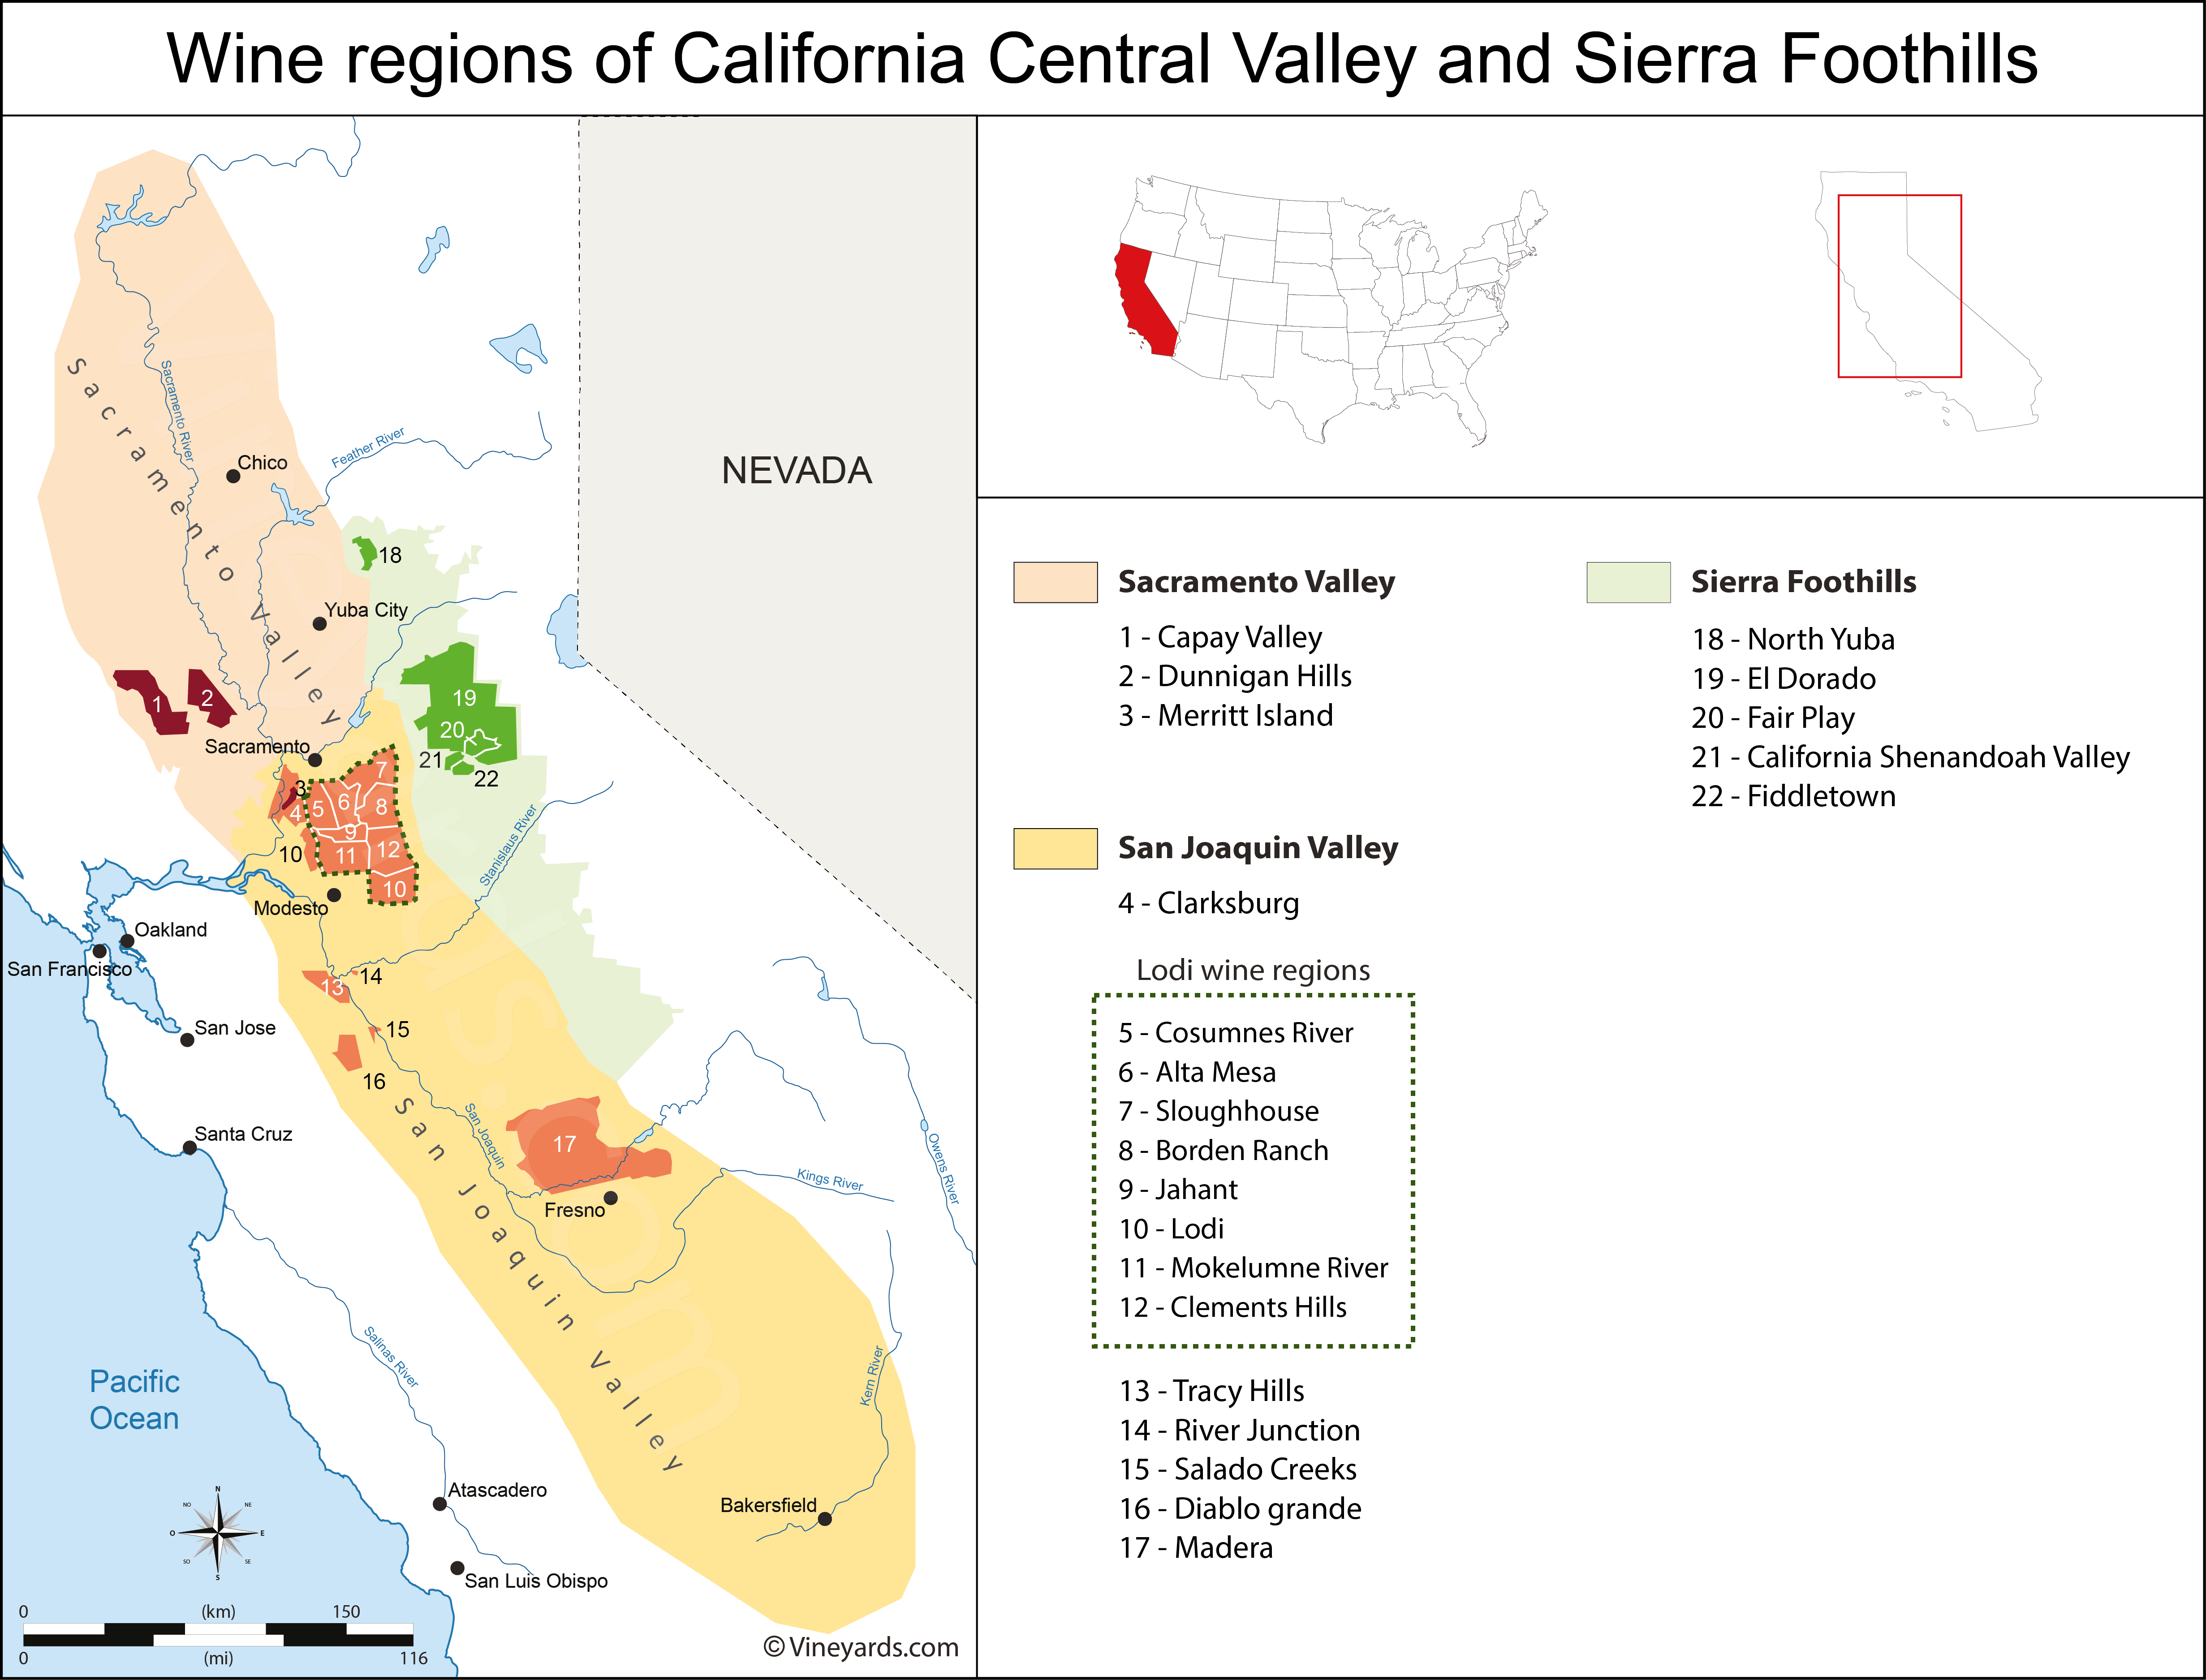 Wine regions of California Central Valley and Sierra Foothills
Sacramento Valley
Sacramento River
Chico
Feather River
NEVADA
18
Yuba City
1
2
19
20
21
22
Sacramento
3
4
5
6
7
8
9
10
11
12
10
Stanislaus River
Modesto
Oakland
San Francisco
14
13
San Jose
15
16
Santa Cruz
San Joaquin
San Joaquin Valley
17
Fresno
Kings River
Owens River
Salinas River
Kern River
Pacific
Ocean
Atascadero
Bakersfield
San Luis Obispo
N
NO
NE
O
E
SO
SE
S
0
(km)
150
0
(mi)
116
© Vineyards.com
Sacramento Valley
1 - Capay Valley
2 - Dunnigan Hills
3 - Merritt Island
San Joaquin Valley
4 - Clarksburg
Lodi wine regions
5 - Cosumnes River
6 - Alta Mesa
7 - Sloughhouse
8 - Borden Ranch
9 - Jahant
10 - Lodi
11 - Mokelumne River
12 - Clements Hills
13 - Tracy Hills
14 - River Junction
15 - Salado Creeks
16 - Diablo grande
17 - Madera
Sierra Foothills
18 - North Yuba
19 - El Dorado
20 - Fair Play
21 - California Shenandoah Valley
22 - Fiddletown